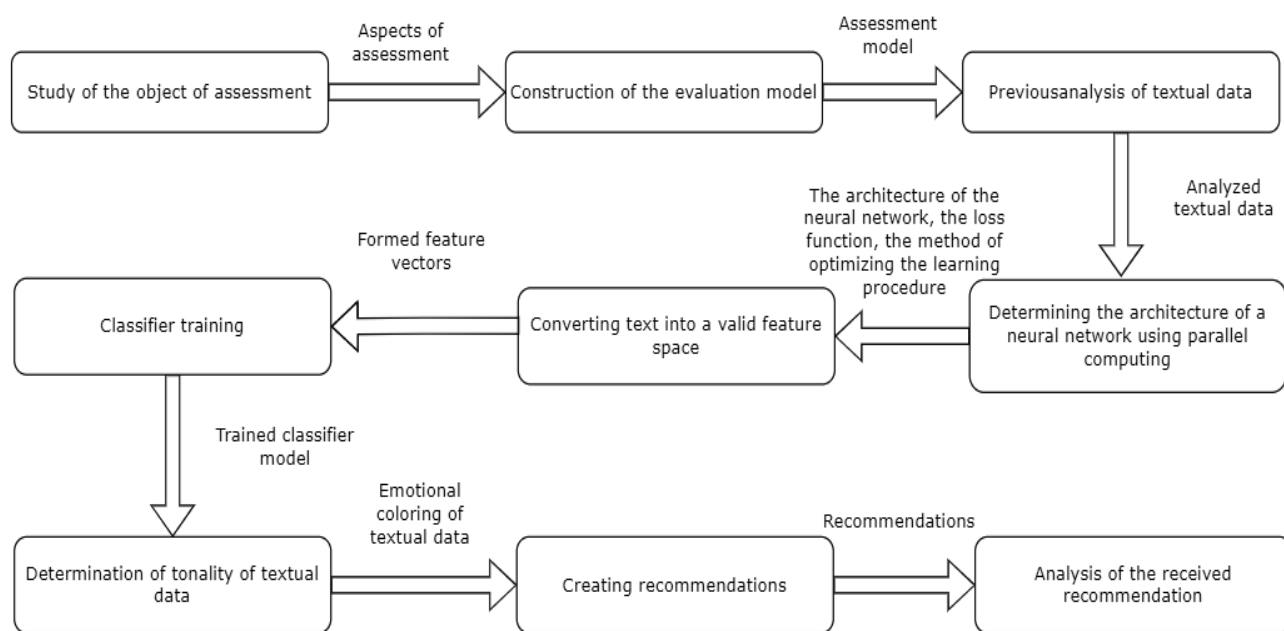 Aspects of
assessment
Assessment
model
Study of the object of assessment
Construction of the evaluation model
Previousanalysis of textual data
Analyzed
textual data
The architecture of the
neural network, the loss
function, the method of
optimizing the learning
procedure
Formed feature
vectors
Determining the architecture of a
neural network using parallel
computing
Converting text into a valid feature
space
Classifier training
Trained classifier
model
Emotional
coloring of
textual data
Recommendations
Determination of tonality of textual
data
Creating recommendations
Analysis of the received
recommendation